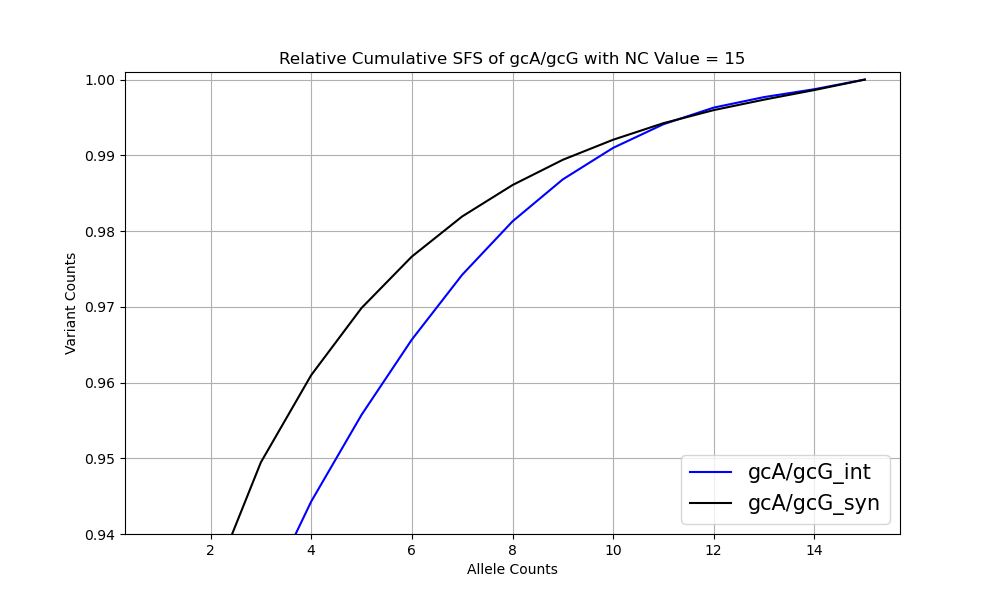 Relative Cumulative SFS of gcA/gcG with NC Value = 15
1.00
0.99
0.98
0.97
0.96
0.95
0.94
Variant Counts
gcA/gcG_int
gcA/gcG_syn
2 4 6 8 10 12 14
Allele Counts